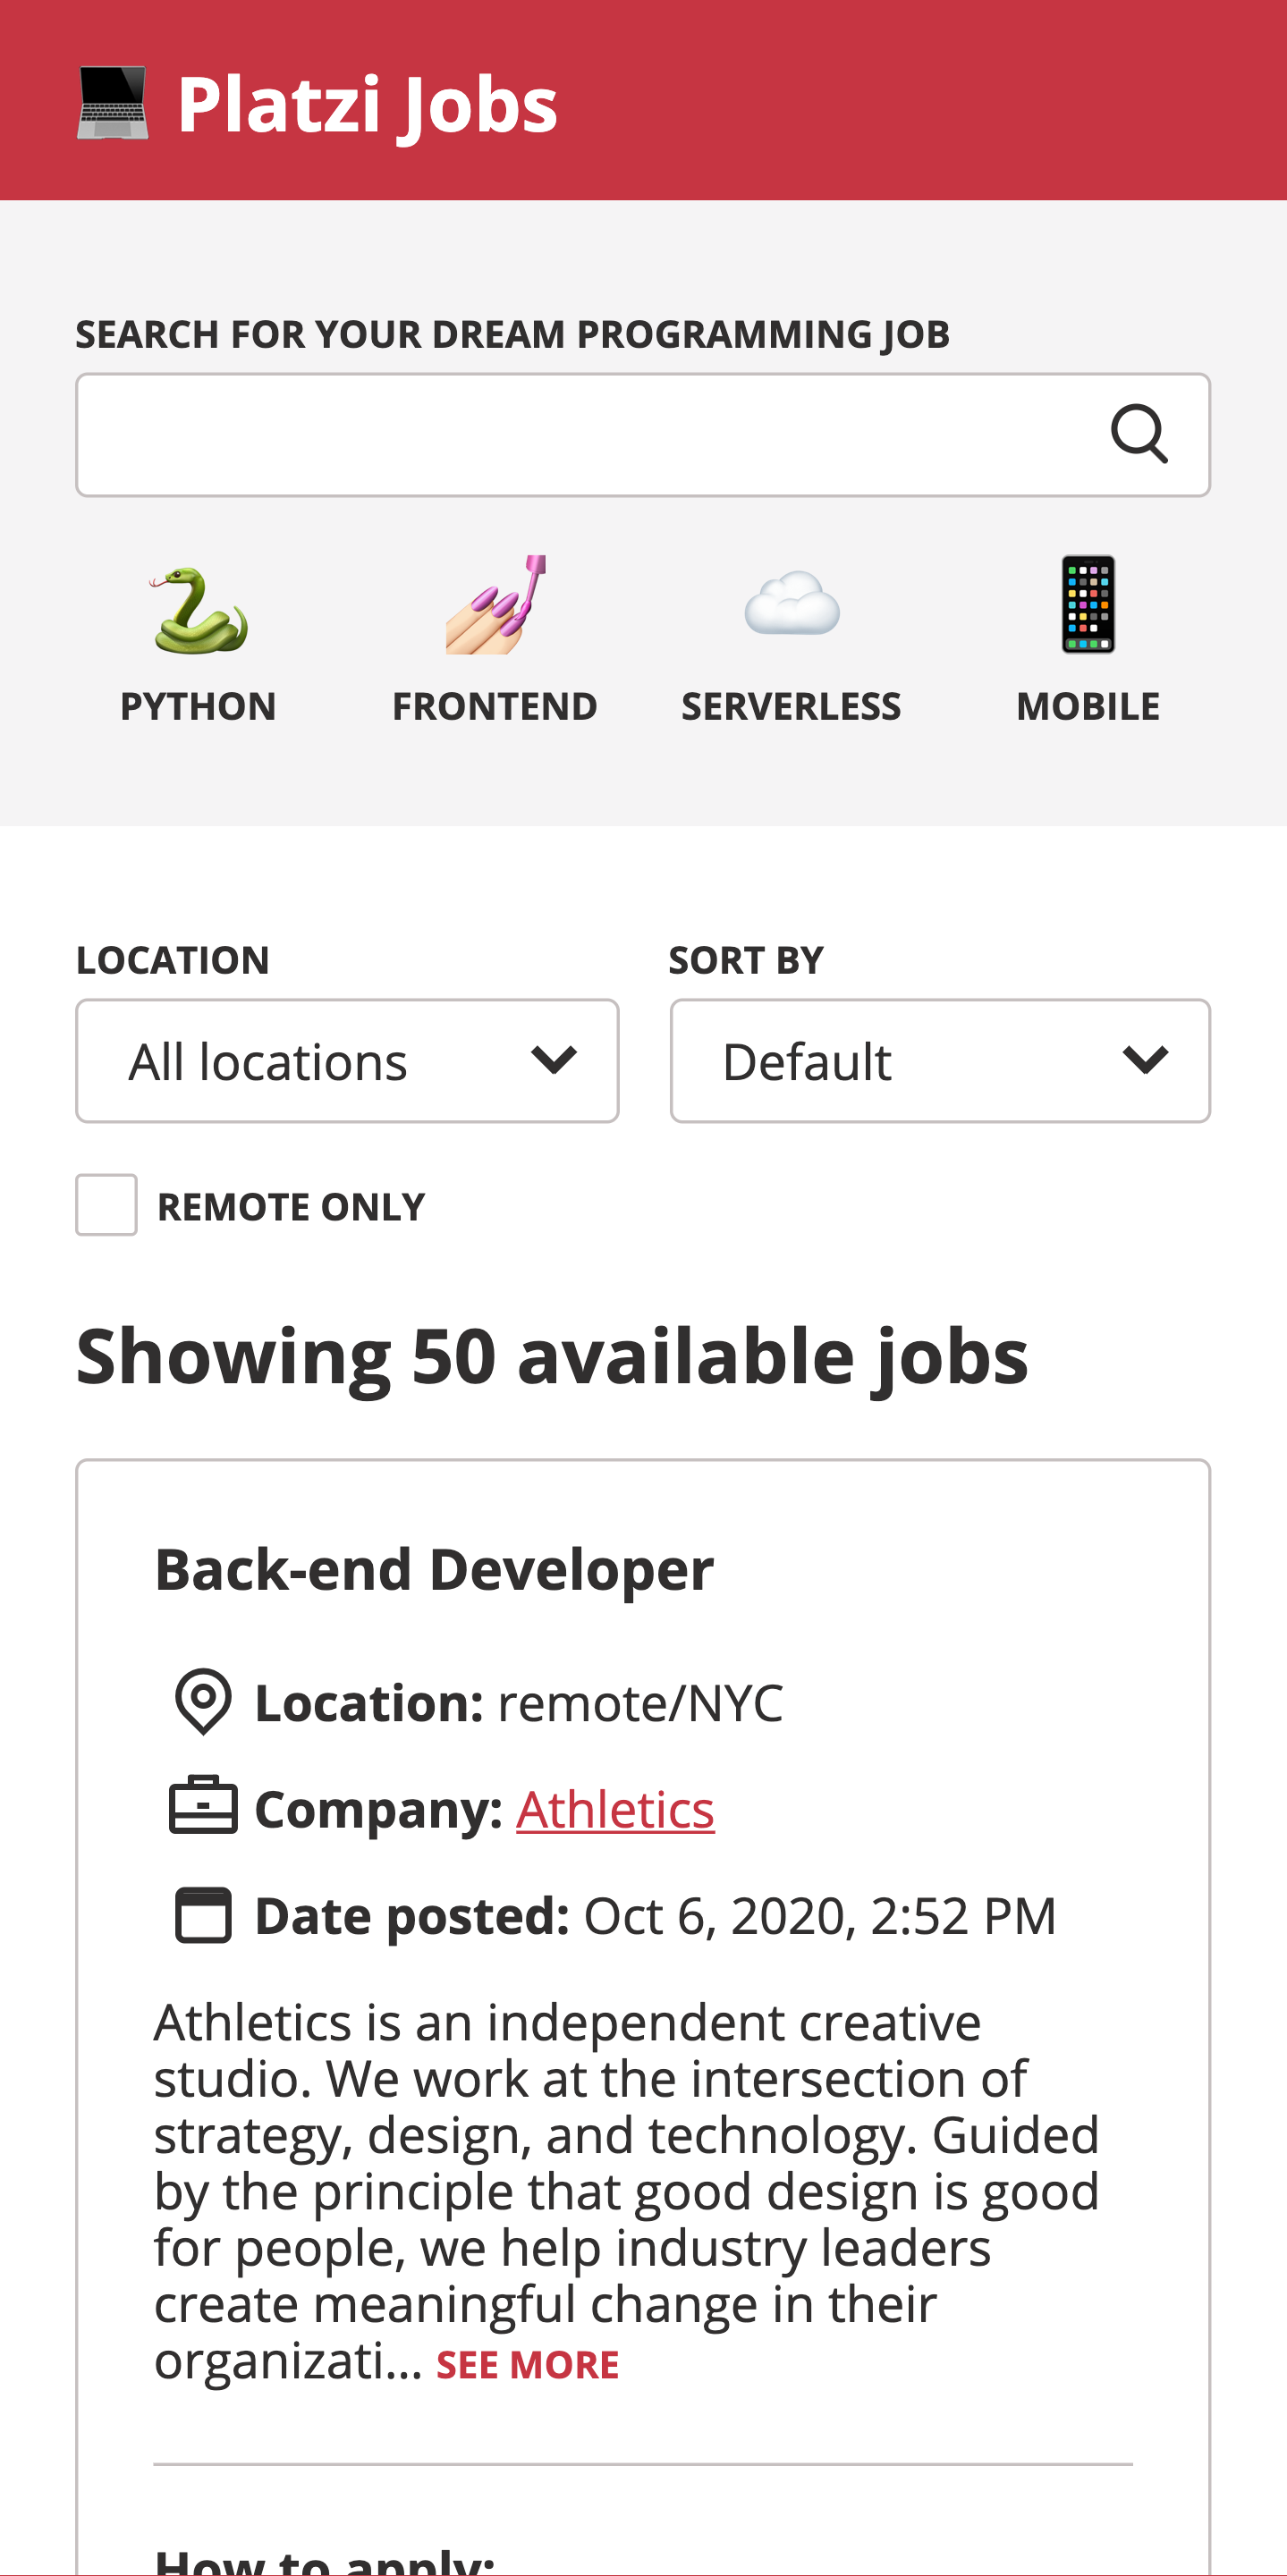 Platzi Jobs
SEARCH FOR YOUR DREAM PROGRAMMING JOB
PYTHON FRONTEND SERVERLESS MOBILE
LOCATION SORT BY
All locations Default
REMOTE ONLY
Showing 50 available jobs
Back-end Developer
Location: remote/NYC
Company: Athletics
Date posted: Oct 6, 2020, 2:52 PM
Athletics is an independent creative
studio. We work at the intersection of
strategy, design, and technology. Guided
by the principle that good design is good
for people, we help industry leaders
create meaningful change in their
organizati... SEE MORE
How to apply: